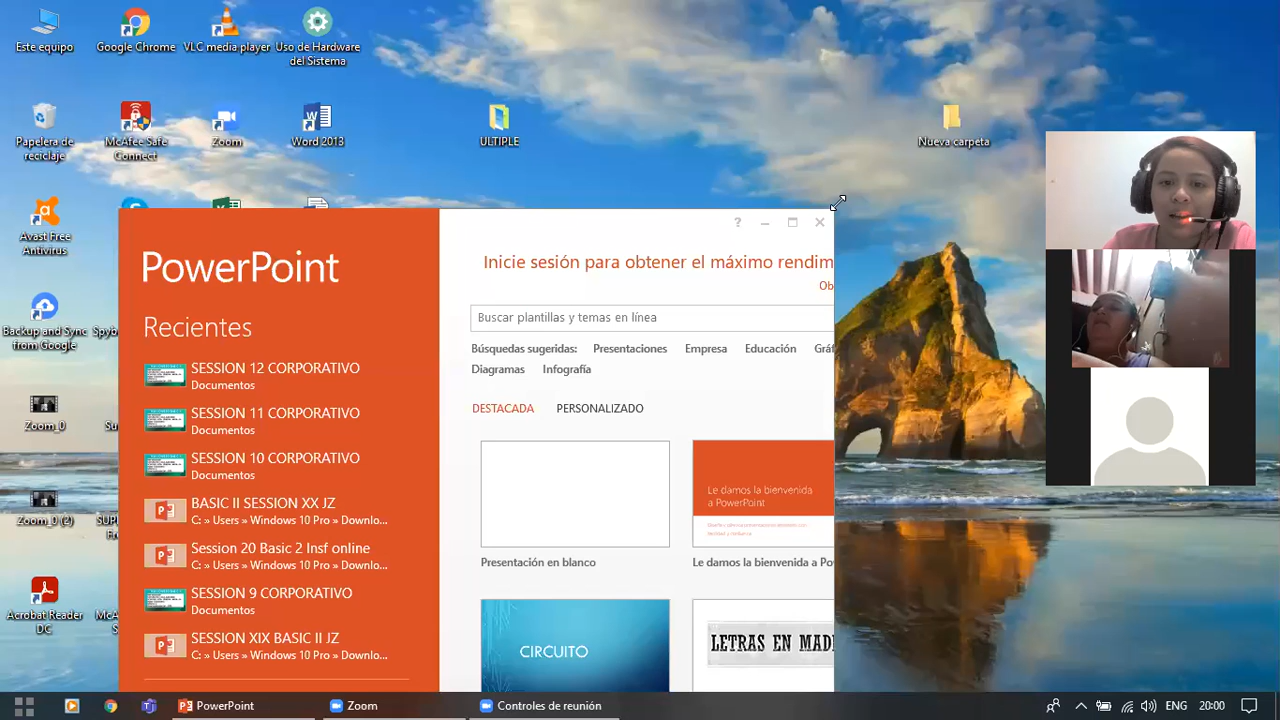 Este equipo
Google Chrome
VLC media player
Uso de Hardware
del Sistema
Papelera de
reciclaje
McAfee Safe
Connect
Zoom
Word 2013
ULTIPLE
Nueva carpeta
Avast Free
Antivirus
Backup and Sync
from Google
Zoom_0
Zoom_0 (2)
Acrobat Reader
DC
PowerPoint
Recientes
SESSION 12 CORPORATIVO
Documentos
SESSION 11 CORPORATIVO
Documentos
SESSION 10 CORPORATIVO
Documentos
BASIC II SESSION XX JZ
C: » Users » Windows 10 Pro » Downlo...
Session 20 Basic 2 Insf online
C: » Users » Windows 10 Pro » Downlo...
SESSION 9 CORPORATIVO
Documentos
SESSION XIX BASIC II JZ
C: » Users » Windows 10 Pro » Downlo...
?
Inicie sesión para obtener el máximo rendim
Ob
Buscar plantillas y temas en línea
Búsquedas sugeridas: Presentaciones Empresa Educación Gráf
Diagramas Infografía
DESTACADA PERSONALIZADO
Le damos la bienvenida
a PowerPoint
Presentación en blanco
Le damos la bienvenida a Po
CIRCUITO
LETRAS EN MAD
PowerPoint
Zoom
Controles de reunión
ENG
20:00